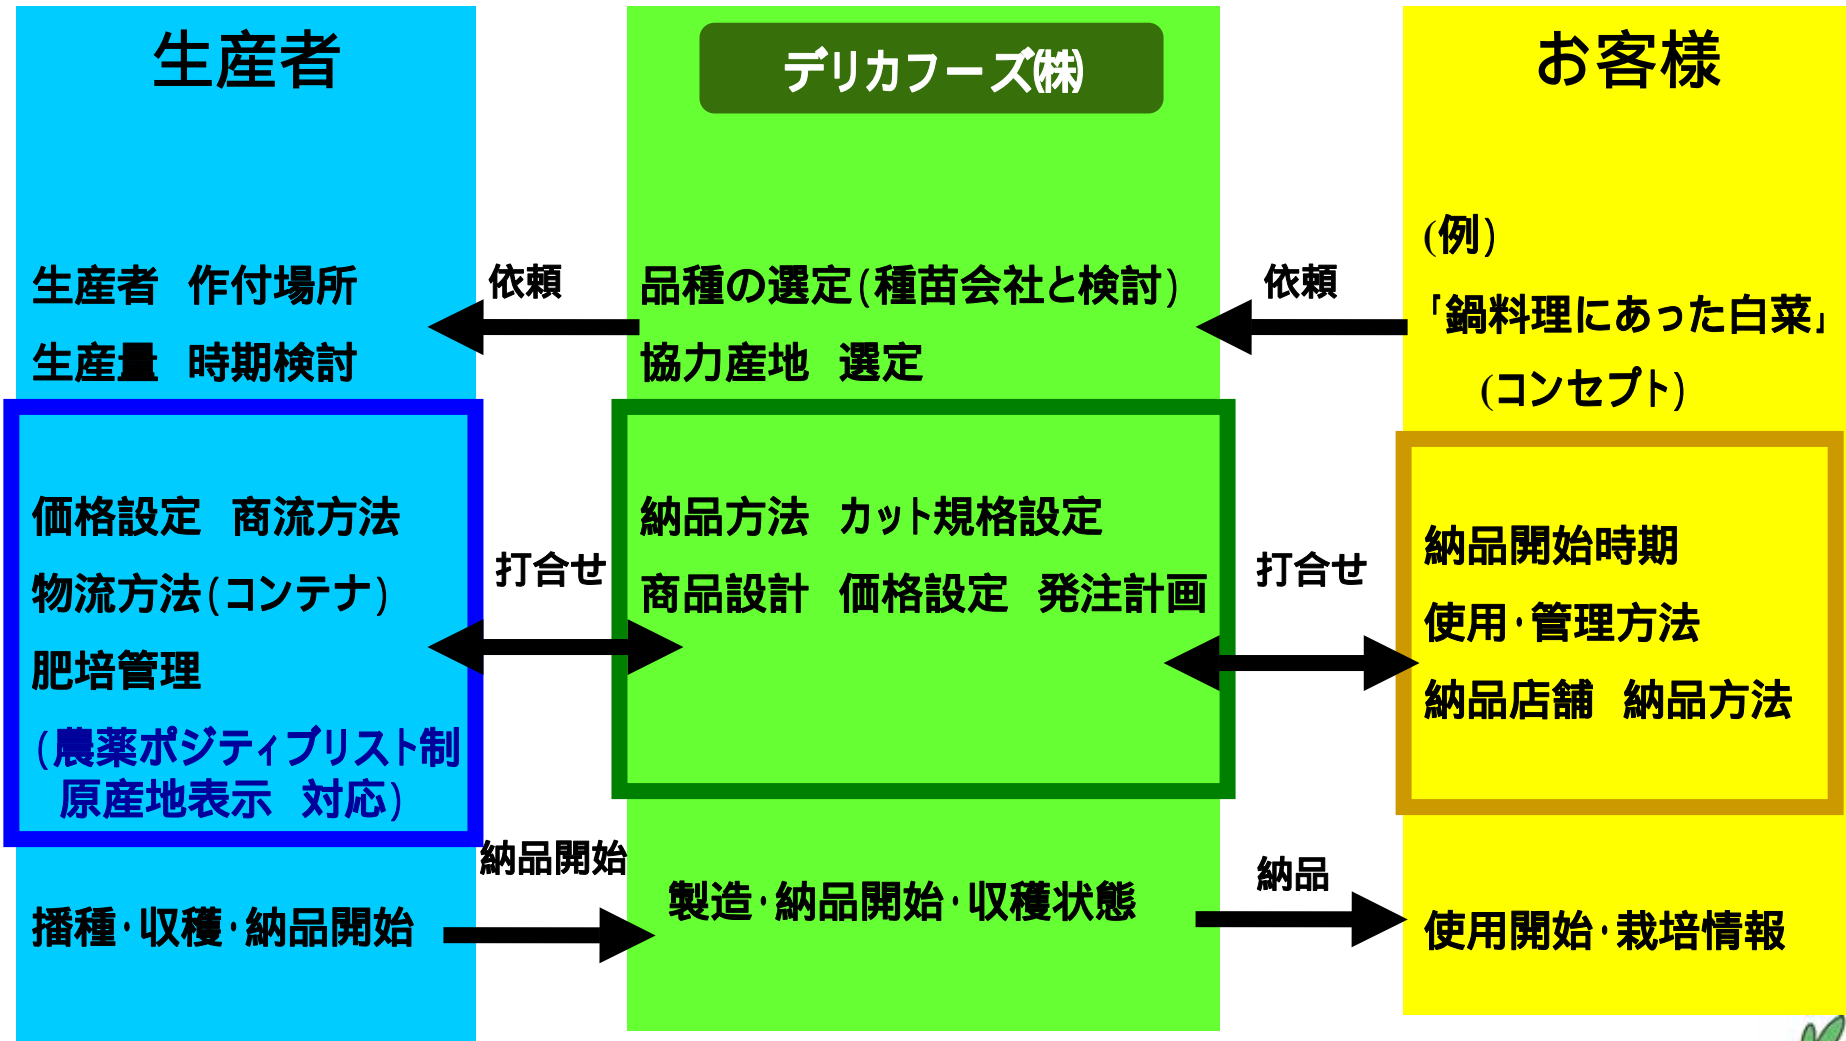 生産者
生産者　作付場所
生産量　時期検討
価格設定　商流方法
物流方法(コンテナ)
肥培管理
(農薬ポジティブリスト制
原産地表示　対応)
播種・収穫・納品開始
依頼
打合せ
納品開始
デリカフーズ㈱
品種の選定(種苗会社と検討)
協力産地　選定
納品方法　カット規格設定
商品設計　価格設定　発注計画
製造・納品開始・収穫状態
依頼
打合せ
納品
お客様
(例)
「鍋料理にあった白菜」
(コンセプト)
納品開始時期
使用・管理方法
納品店舗　納品方法
使用開始・栽培情報